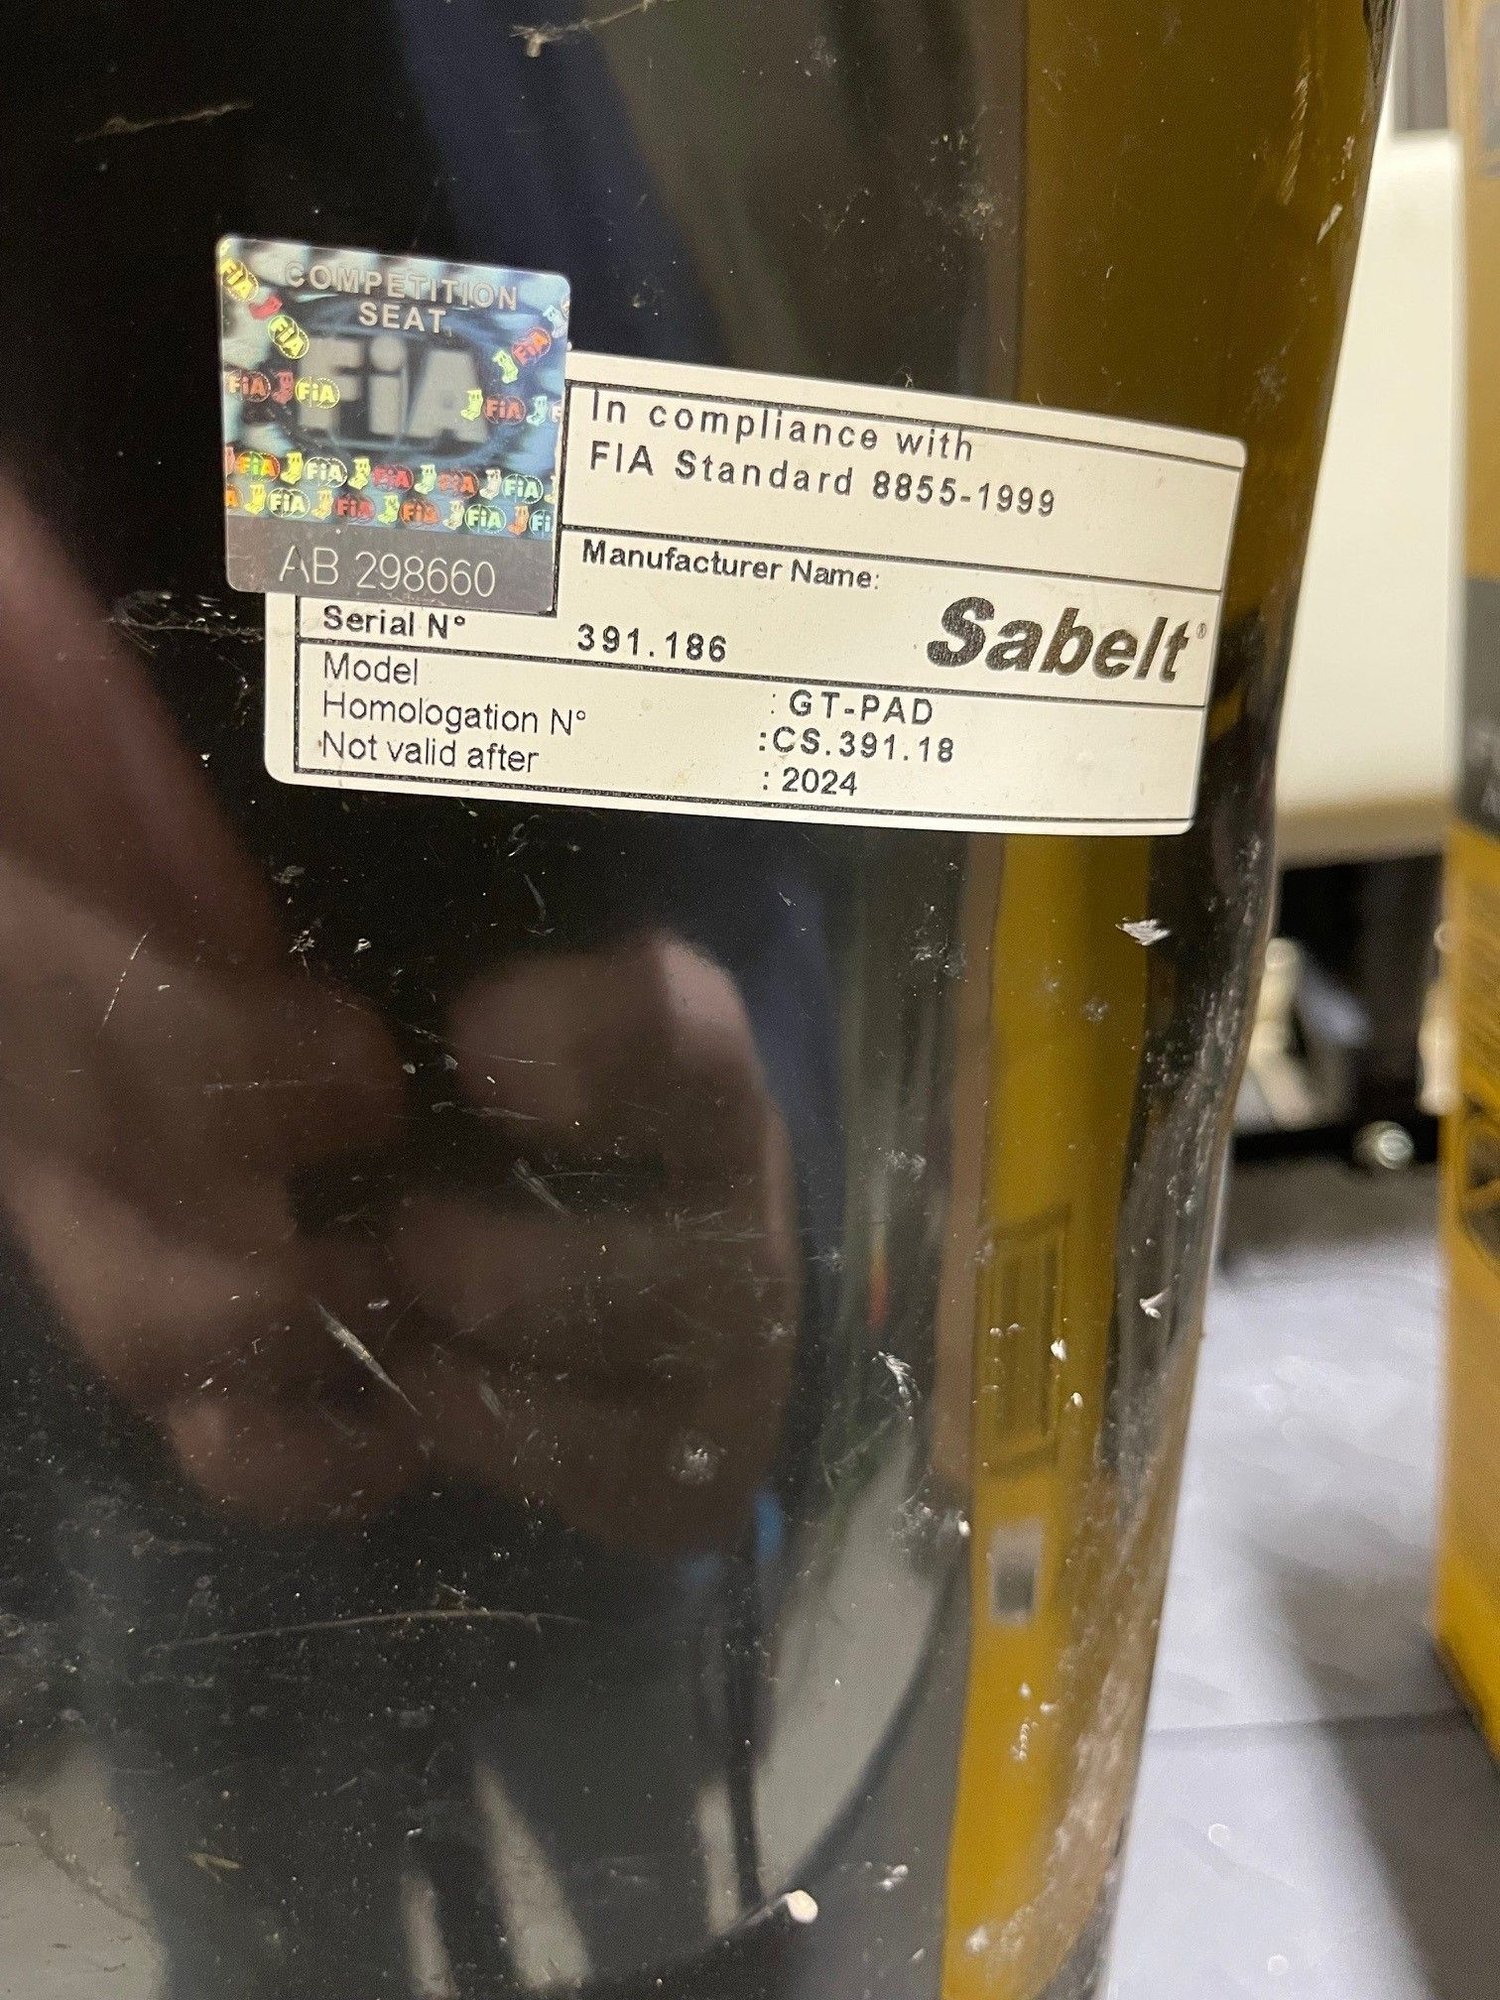 COMPETITION
SEAT
FiA
AB 298660
In compliance with
FIA Standard 8855-1999
Manufacturer Name:
Sabelt®
Serial N° 391.186
Model : GT-PAD
Homologation N° :CS.391.18
Not valid after : 2024